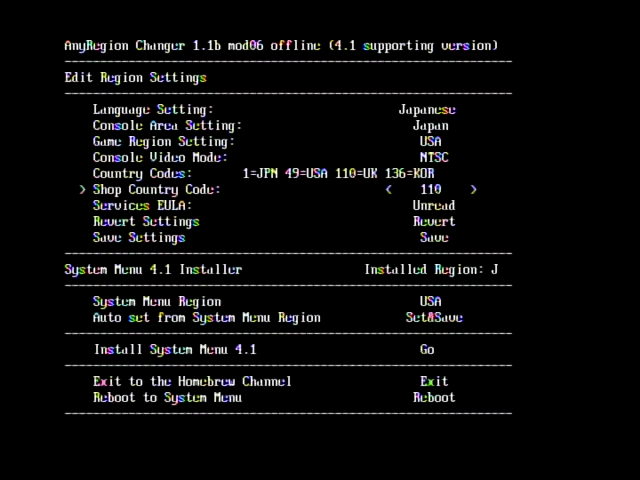 AnyRegion Changer 1.1b mod06 offline (4.1 supporting version)
Edit Region Settings
Language Setting: Japanese
Console Area Setting: Japan
Game Region Setting: USA
Console Video Mode: NTSC
Country Codes: 1=JPN 49=USA 110=UK 136=KOR
> Shop Country Code: < 110 >
Services EULA: Unread
Revert Settings Revert
Save Settings Save
System Menu 4.1 Installer Installed Region: J
System Menu Region USA
Auto set from System Menu Region Set&Save
Install System Menu 4.1 Go
Exit to the Homebrew Channel Exit
Reboot to System Menu Reboot